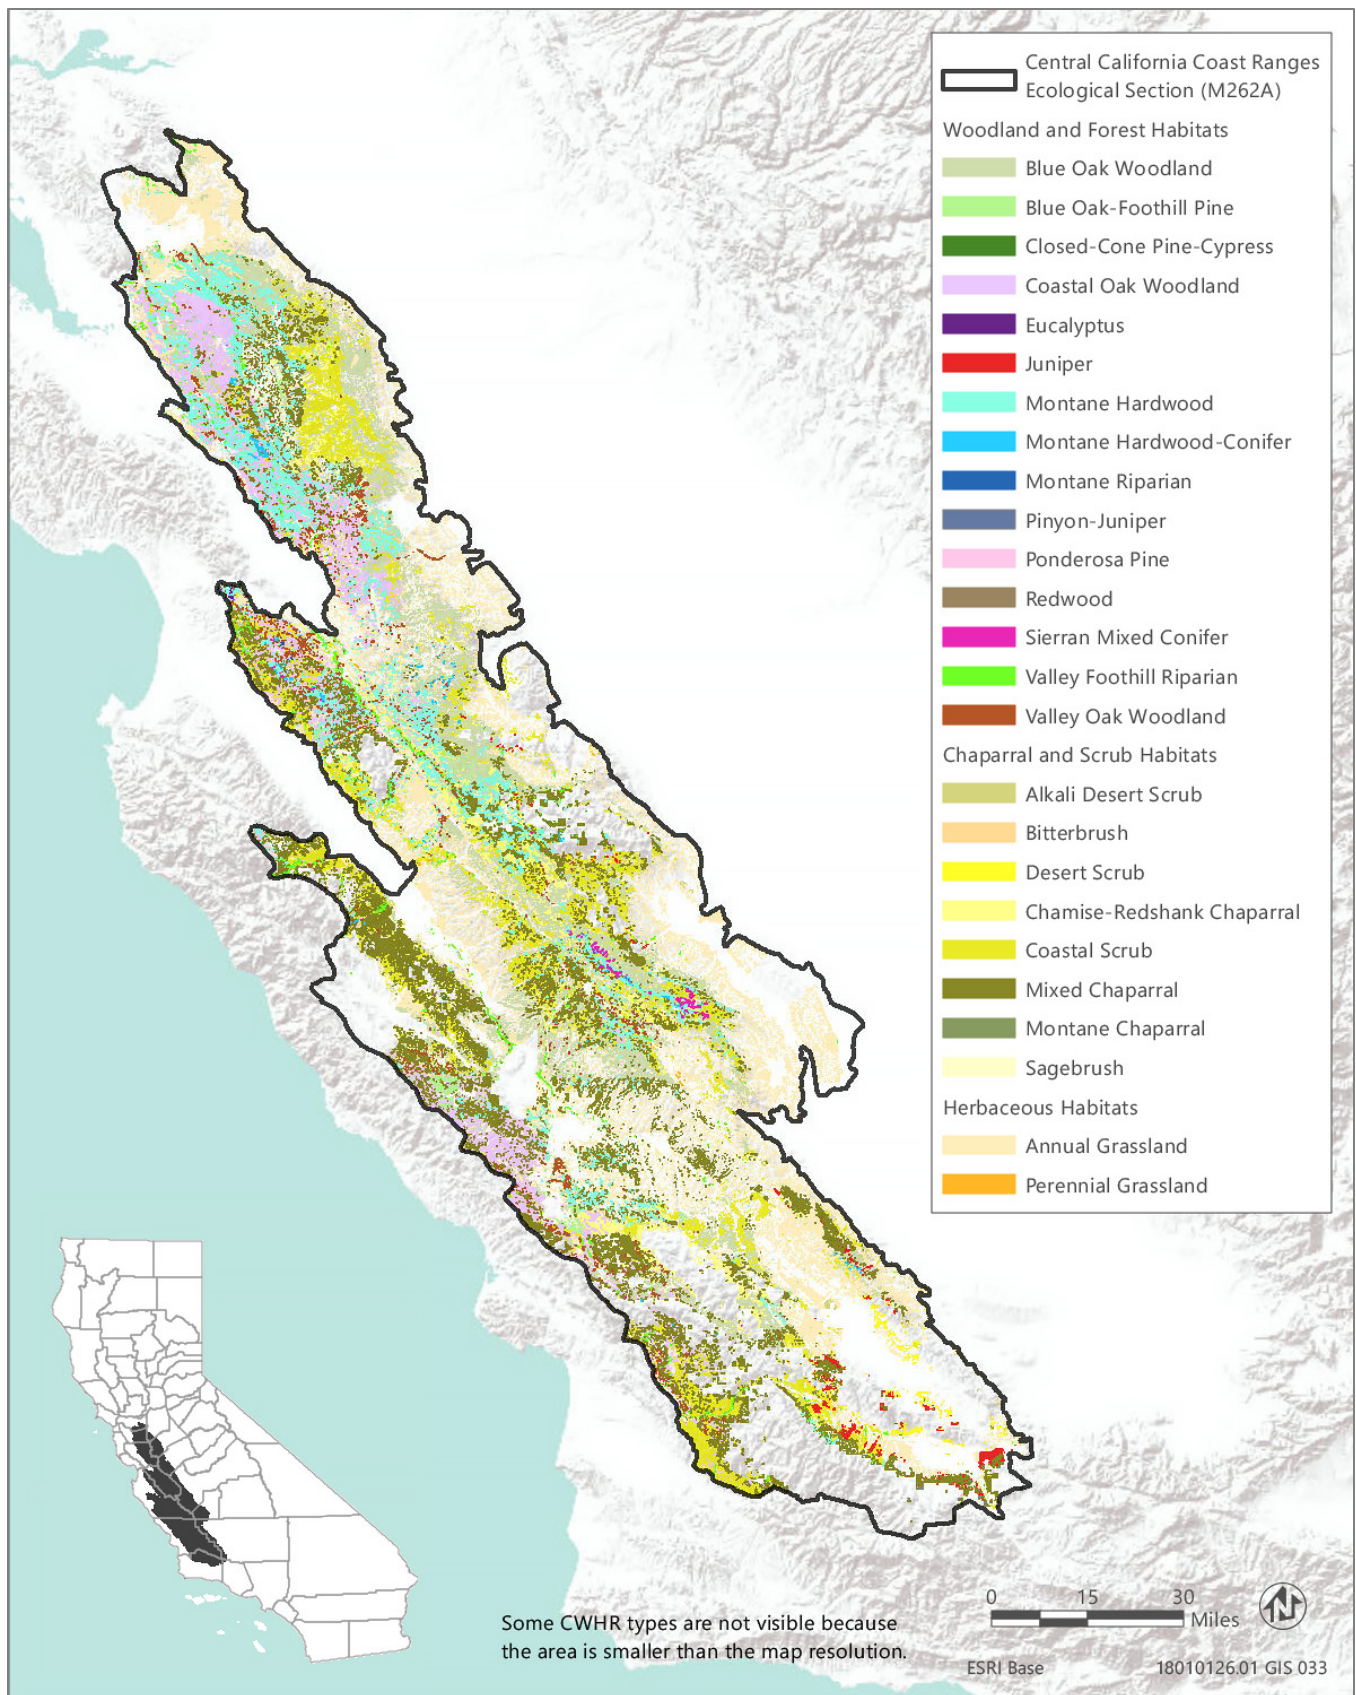 Central California Coast Ranges
Ecological Section (M262A)
Woodland and Forest Habitats
Blue Oak Woodland
Blue Oak-Foothill Pine
Closed-Cone Pine-Cypress
Coastal Oak Woodland
Eucalyptus
Juniper
Montane Hardwood
Montane Hardwood-Conifer
Montane Riparian
Pinyon-Juniper
Ponderosa Pine
Redwood
Sierran Mixed Conifer
Valley Foothill Riparian
Valley Oak Woodland
Chaparral and Scrub Habitats
Alkali Desert Scrub
Bitterbrush
Desert Scrub
Chamise-Redshank Chaparral
Coastal Scrub
Mixed Chaparral
Montane Chaparral
Sagebrush
Herbaceous Habitats
Annual Grassland
Perennial Grassland
0 15 30
Miles
N
Some CWHR types are not visible because
the area is smaller than the map resolution.
ESRI Base 18010126.01 GIS 033